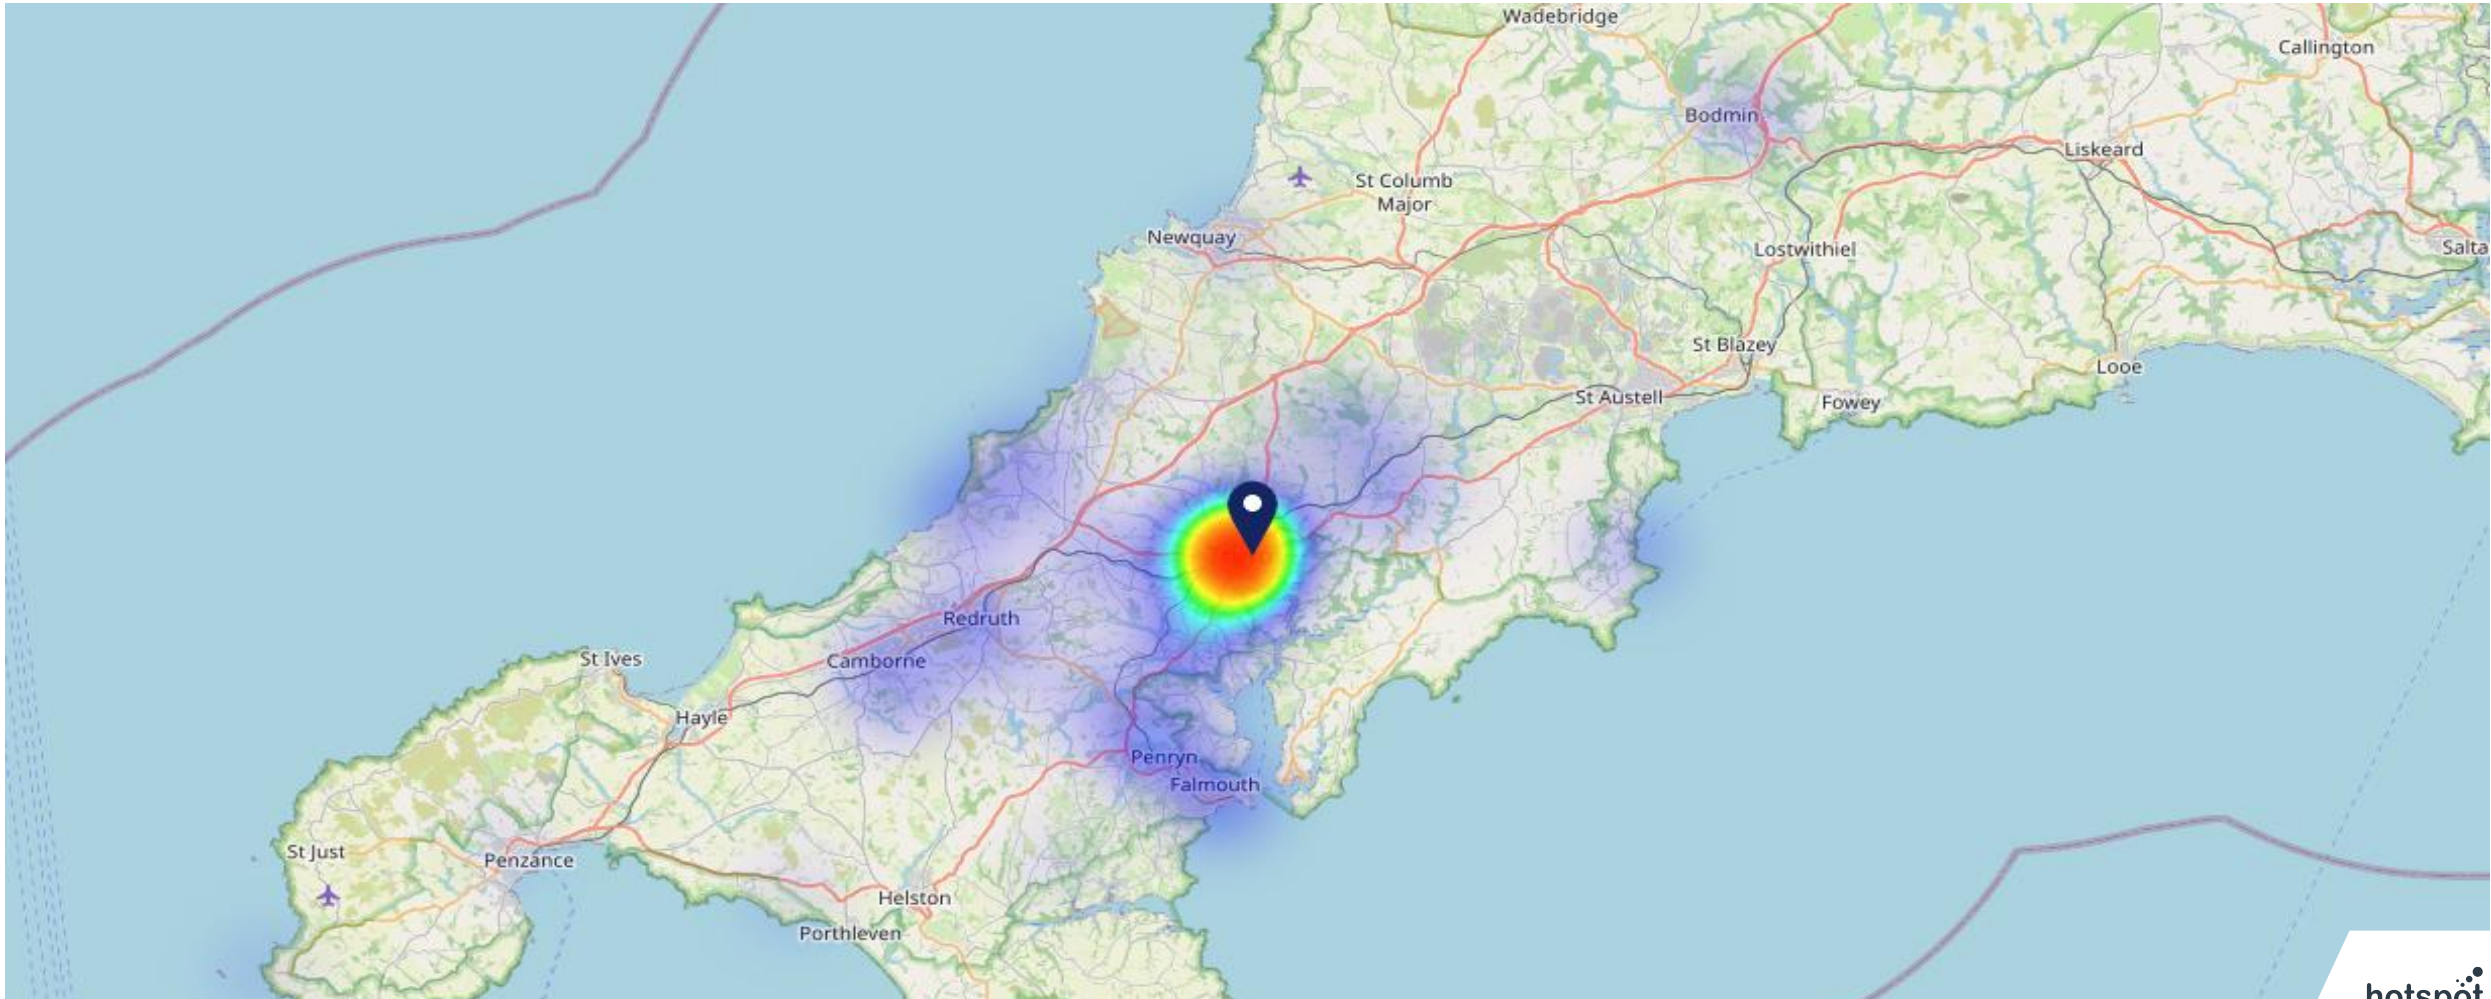 Wadebridge
Callington
Bodmin
Liskeard
St Columb
Major
Newquay
Lostwithiel
Salta
St Blazey
Looe
St Austell
Fowey
Redruth
St Ives
Camborne
Hayle
Penryn
Falmouth
St Just
Penzance
Helston
Porthleven
hotspot